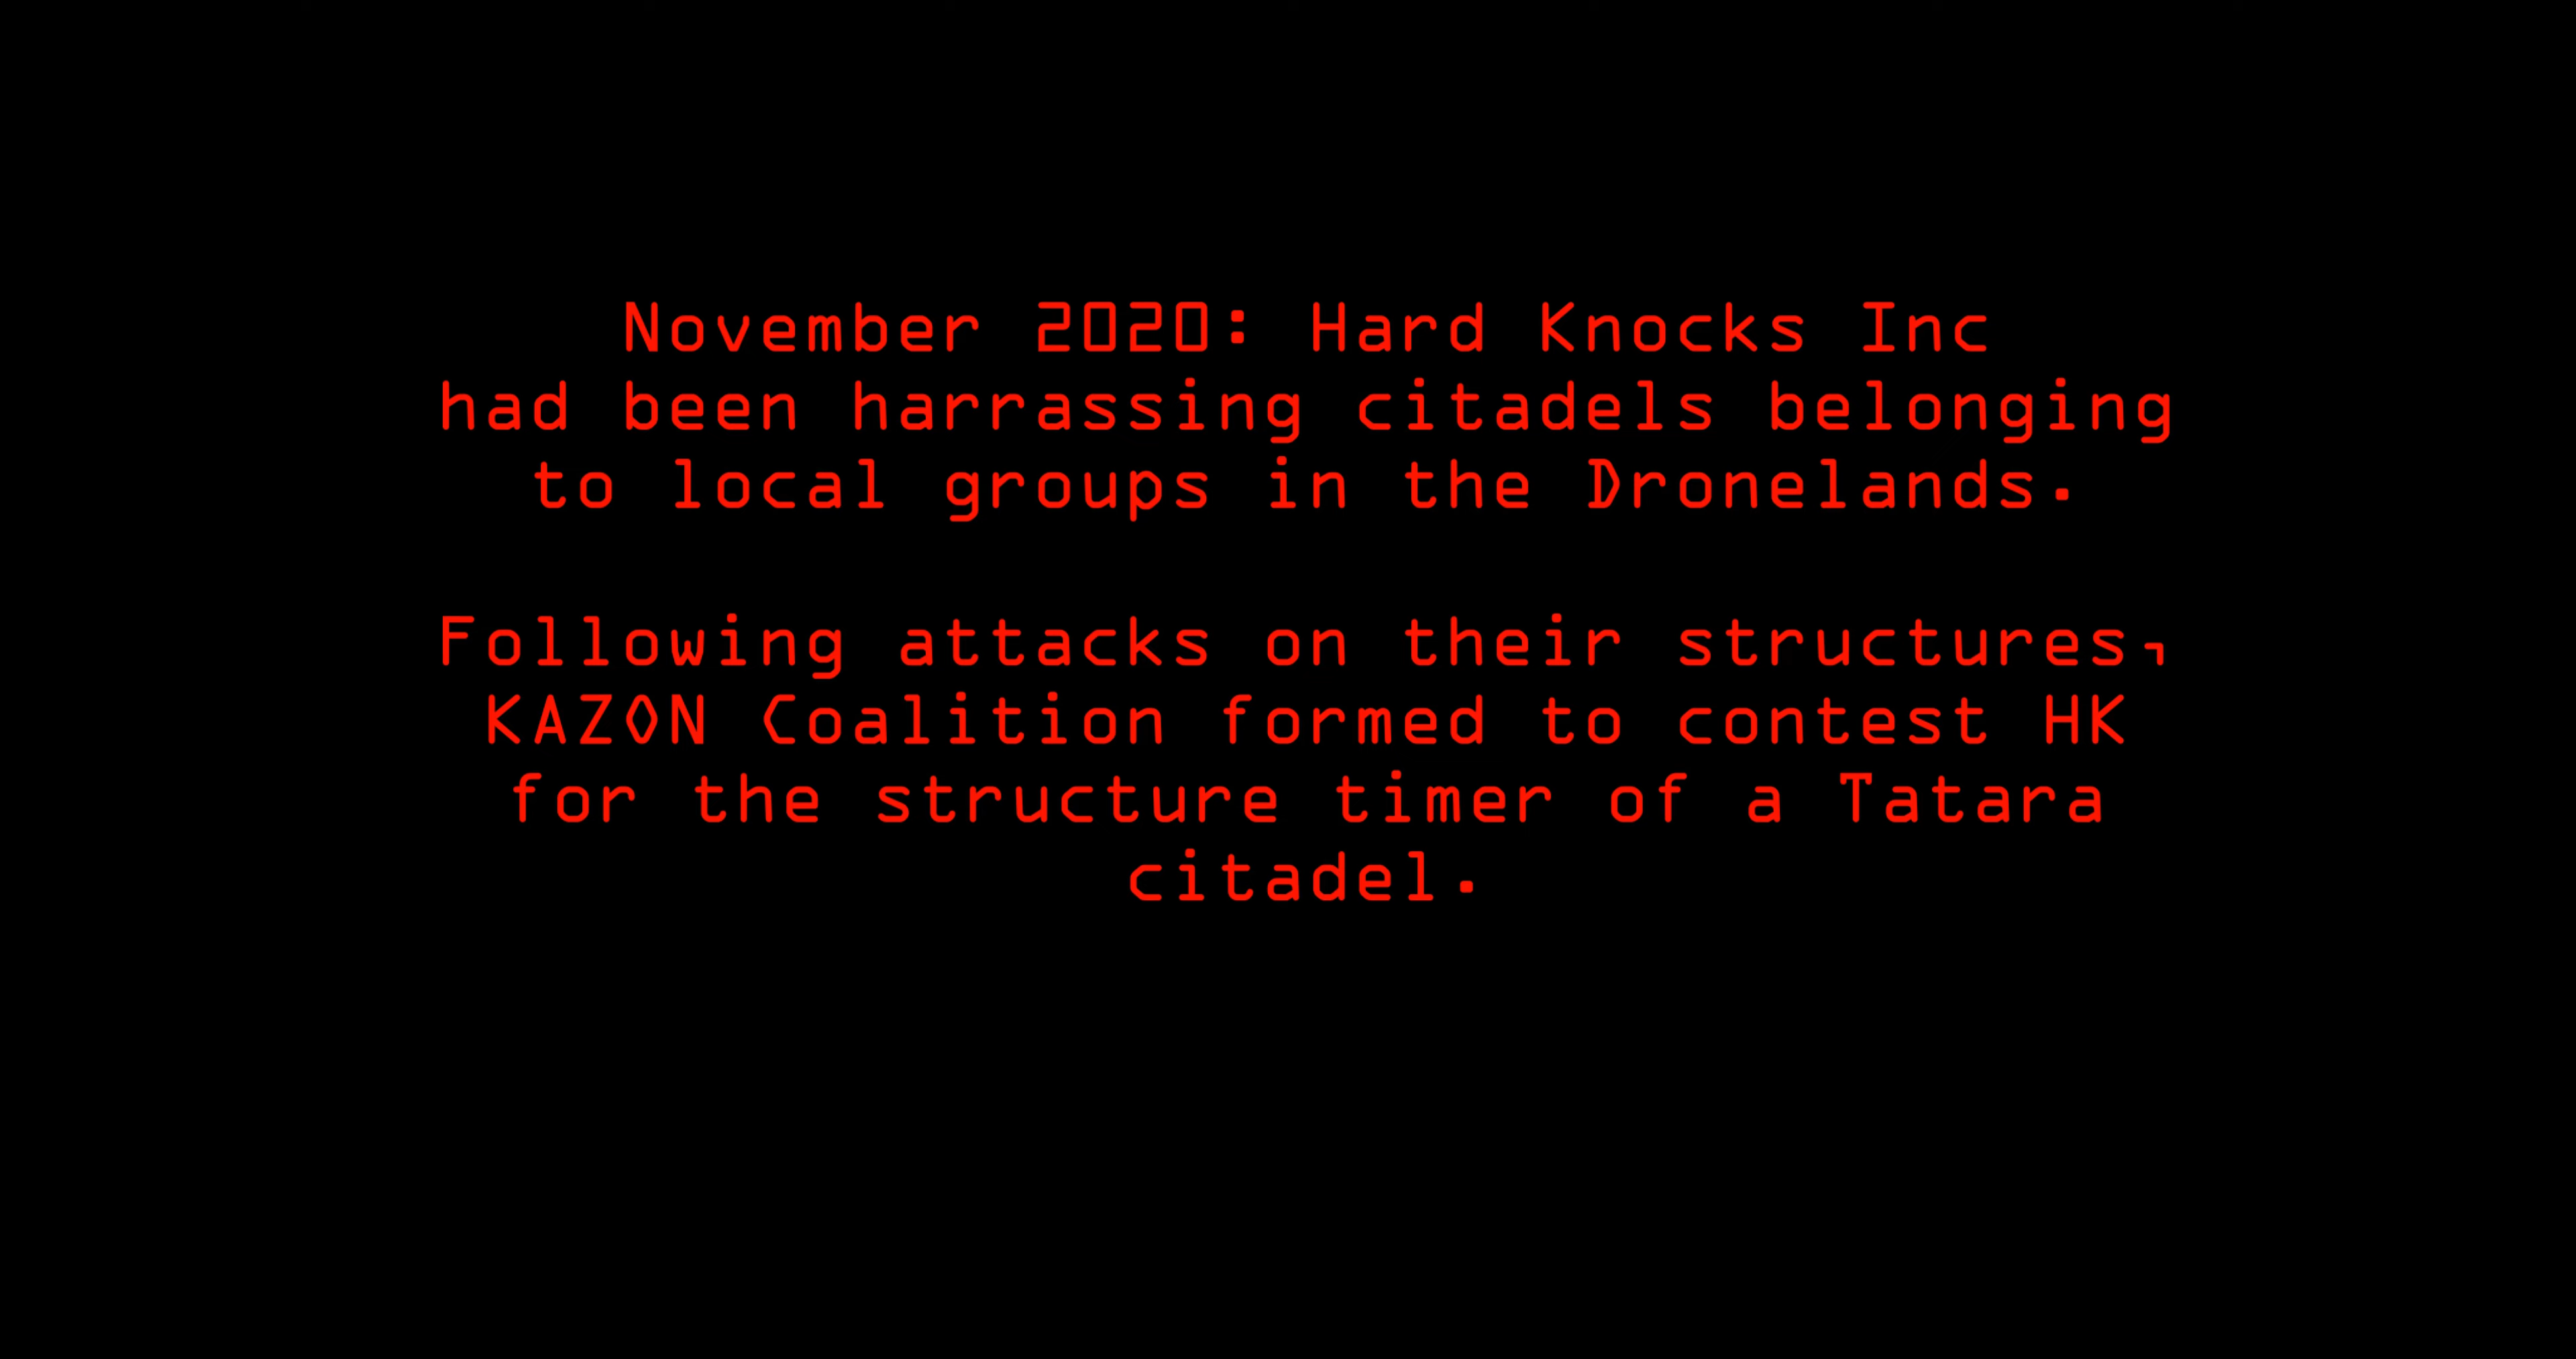 November 2020: Hard Knocks Inc
had been harrassing citadels belonging
to local groups in the Dronelands.
Following attacks on their structures,
KAZON Coalition formed to contest HK
for the structure timer of a Tatara
citadel.